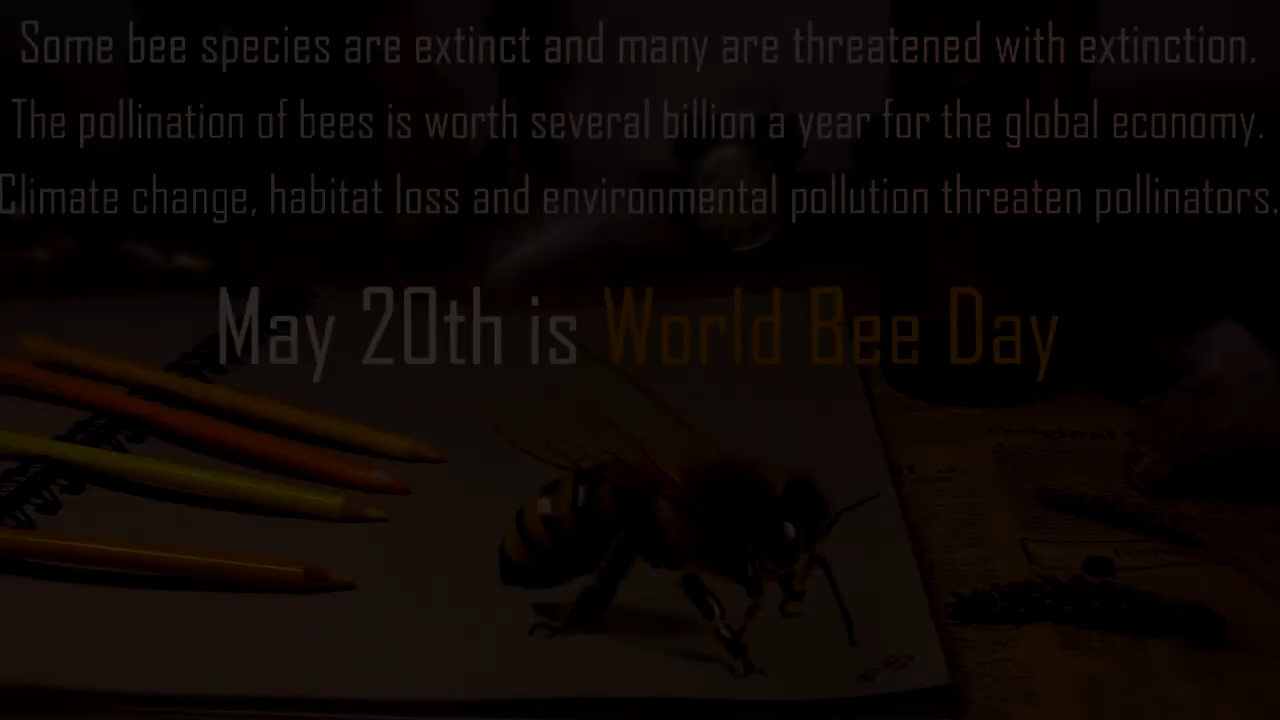 Some bee species are extinct and many are threatened with extinction.
The pollination of bees is worth several billion a year for the global economy.
Climate change, habitat loss and environmental pollution threaten pollinators.
May 20th is World Bee Day
Original